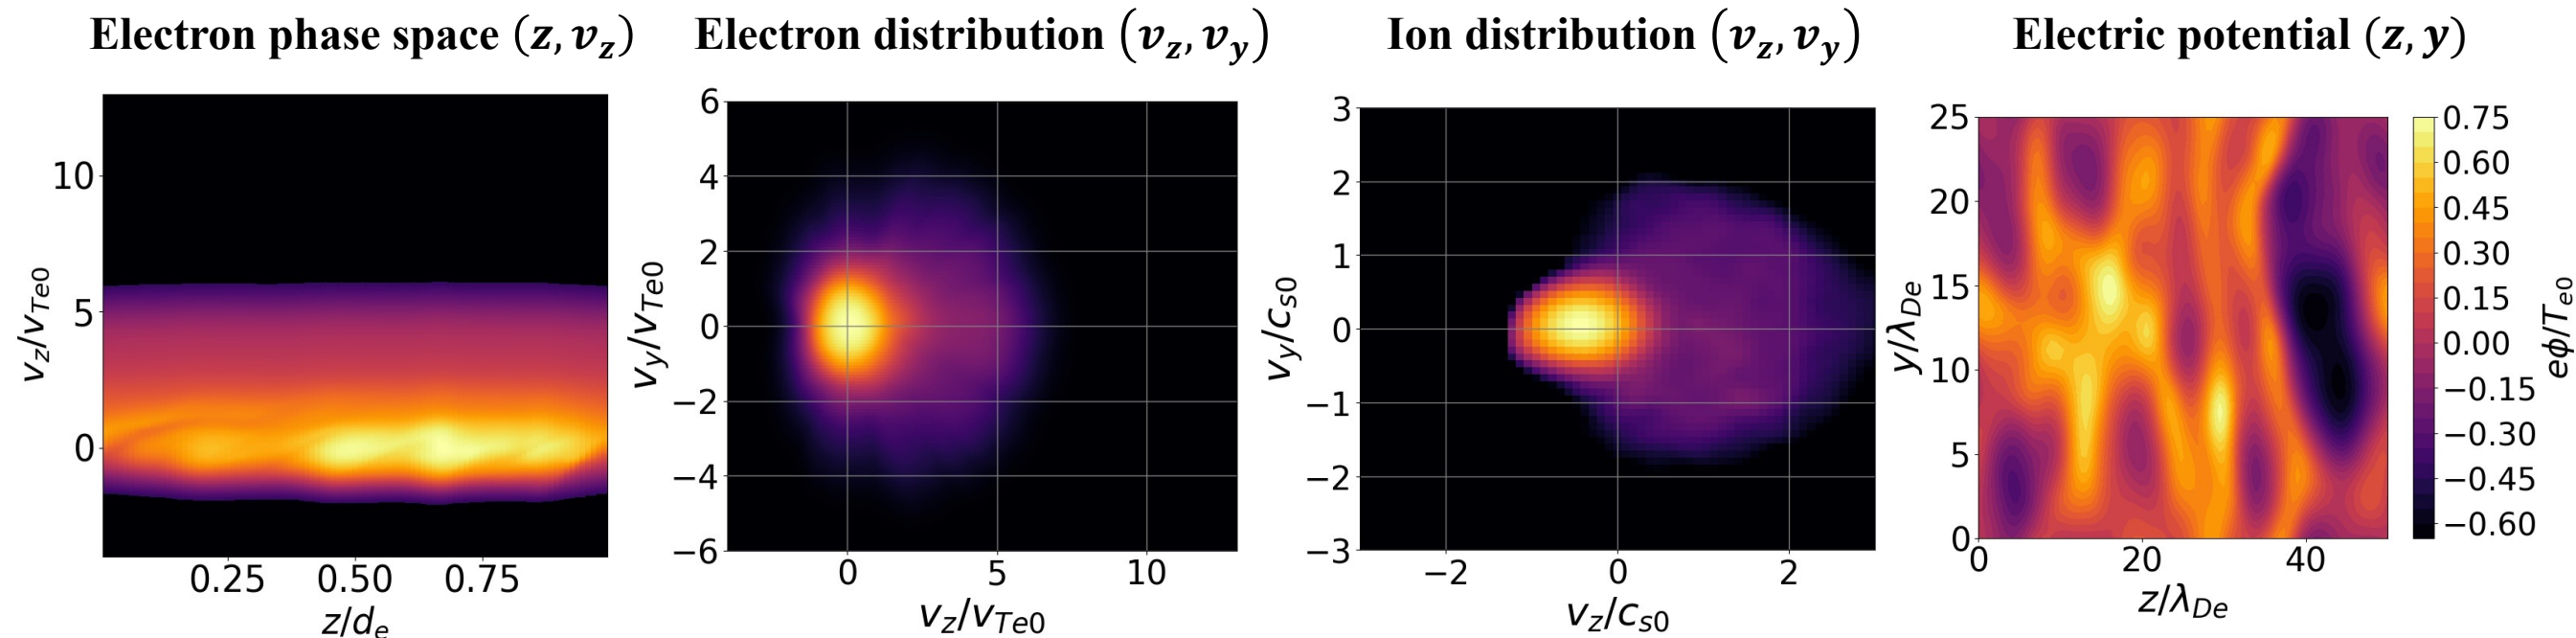 Electron phase space (z, v_z)
Electron distribution (v_z, v_y)
Ion distribution (v_z, v_y)
Electric potential (z, y)
10
5
0
v_z/v_Te0
0.25 0.50 0.75
z/d_e
6
4
2
0
−2
−4
−6
v_y/v_Te0
0 5 10
v_z/v_Te0
3
2
1
0
−1
−2
−3
v_y/c_s0
−2 0 2
v_z/c_s0
25
20
15
10
5
0
y/λ_De
0 20 40
z/λ_De
0.75
0.60
0.45
0.30
0.15
0.00
−0.15
−0.30
−0.45
−0.60
eϕ/T_e0